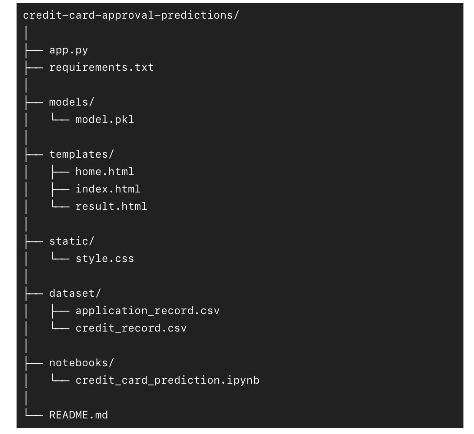 credit-card-approval-predictions/
│
├── app.py
├── requirements.txt
│
├── models/
│   └── model.pkl
│
├── templates/
│   ├── home.html
│   ├── index.html
│   └── result.html
│
├── static/
│   └── style.css
│
├── dataset/
│   ├── application_record.csv
│   └── credit_record.csv
│
├── notebooks/
│   └── credit_card_prediction.ipynb
│
└── README.md